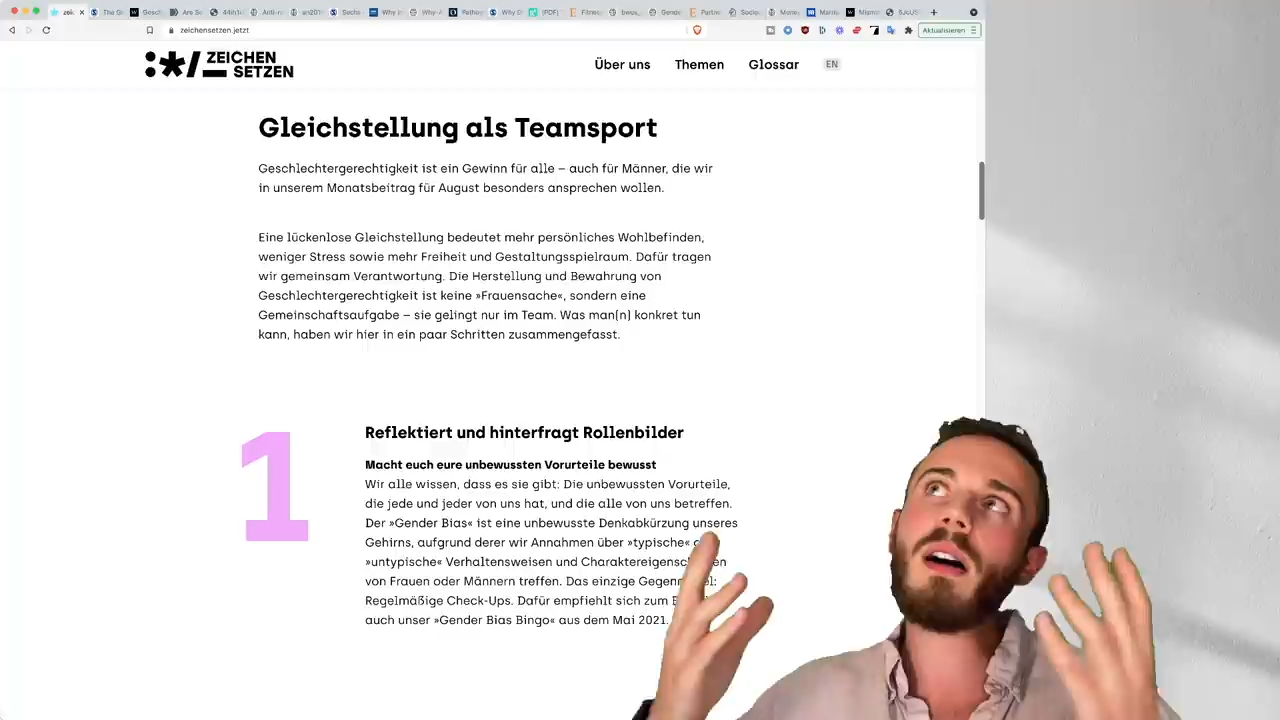 zeichensetzen.jetzt
Aktualisieren
:*/_ ZEICHEN SETZEN
Über uns Themen Glossar EN
Gleichstellung als Teamsport
Geschlechtergerechtigkeit ist ein Gewinn für alle – auch für Männer, die wir
in unserem Monatsbeitrag für August besonders ansprechen wollen.
Eine lückenlose Gleichstellung bedeutet mehr persönliches Wohlbefinden,
weniger Stress sowie mehr Freiheit und Gestaltungsspielraum. Dafür tragen
wir gemeinsam Verantwortung. Die Herstellung und Bewahrung von
Geschlechtergerechtigkeit ist keine »Frauensache«, sondern eine
Gemeinschaftsaufgabe – sie gelingt nur im Team. Was man(n) konkret tun
kann, haben wir hier in ein paar Schritten zusammengefasst.
1
Reflektiert und hinterfragt Rollenbilder
Macht euch eure unbewussten Vorurteile bewusst
Wir alle wissen, dass es sie gibt: Die unbewussten Vorurteile,
die jede und jeder von uns hat, und die alle von uns betreffen.
Der »Gender Bias« ist eine unbewusste Denkabkürzung unseres
Gehirns, aufgrund derer wir Annahmen über »typische«
»untypische« Verhaltensweisen und
von Frauen oder Männern treffen. Das einzige
Regelmäßige Check-Ups. Dafür empfiehlt sich zum
auch unser »Gender Bias Bingo« aus dem Mai 2021.